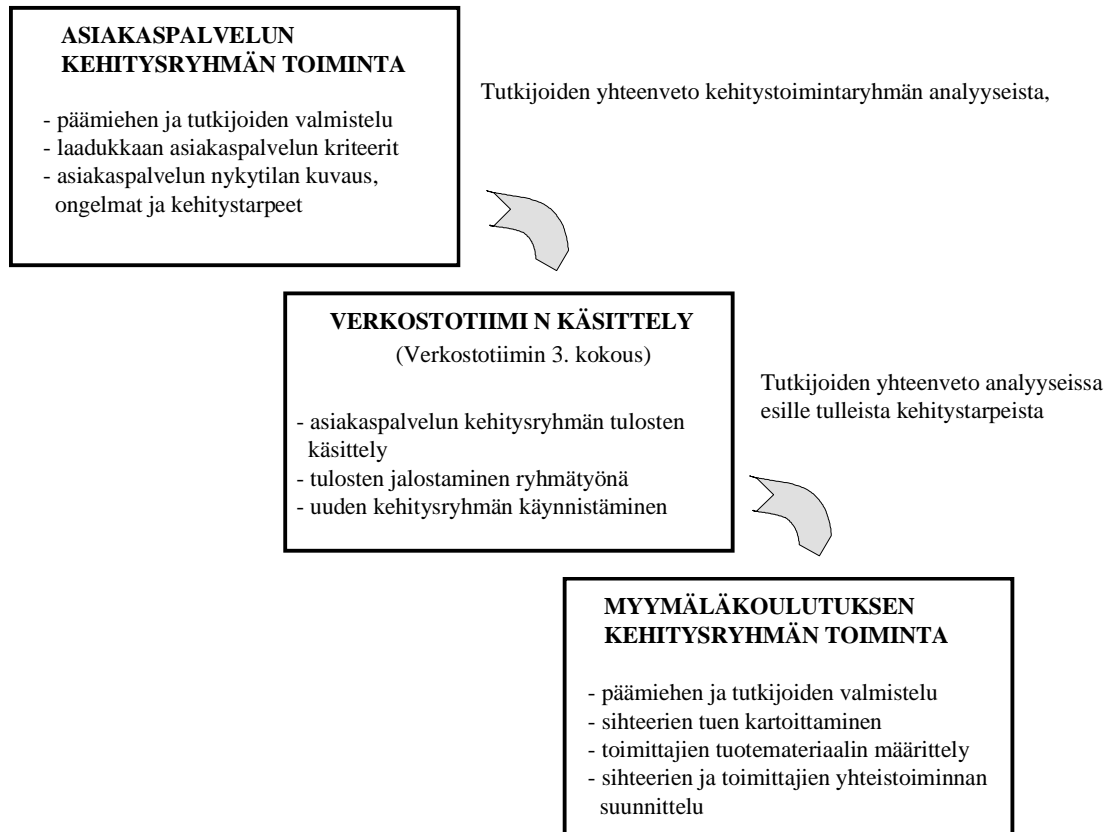 ASIAKASPALVELUN
KEHITYSRYHMÄN TOIMINTA
- päämiehen ja tutkijoiden valmistelu
- laadukkaan asiakaspalvelun kriteerit
- asiakaspalvelun nykytilan kuvaus,
ongelmat ja kehitystarpeet
Tutkijoiden yhteenveto kehitystoimintaryhmän analyyseista,
VERKOSTOTIIMI N KÄSITTELY
(Verkostotiimin 3. kokous)
- asiakaspalvelun kehitysryhmän tulosten
käsittely
- tulosten jalostaminen ryhmätyönä
- uuden kehitysryhmän käynnistäminen
Tutkijoiden yhteenveto analyyseissa
esille tulleista kehitystarpeista
MYYMÄLÄKOULUTUKSEN
KEHITYSRYHMÄN TOIMINTA
- päämiehen ja tutkijoiden valmistelu
- sihteerien tuen kartoittaminen
- toimittajien tuotemateriaalin määrittely
- sihteerien ja toimittajien yhteistoiminnan
suunnittelu